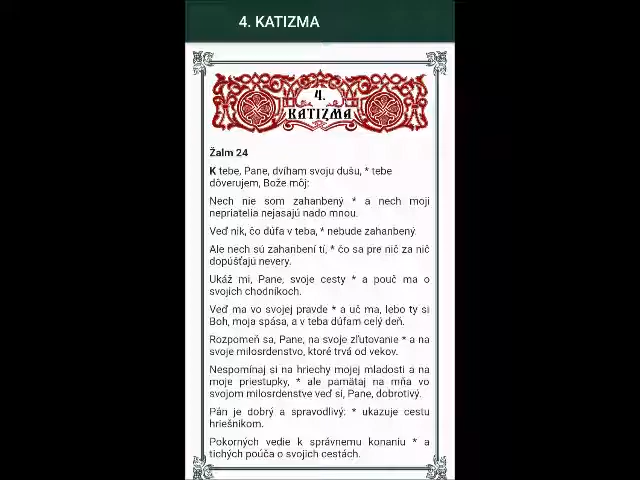 4. KATIZMA
4.
KATIZMA
Žalm 24
K tebe, Pane, dvíham svoju dušu, * tebe
dôverujem, Bože môj:
Nech nie som zahanbený * a nech moji
nepriatelia nejasajú nado mnou.
Veď nik, čo dúfa v teba, * nebude zahanbený.
Ale nech sú zahanbení tí, * čo sa pre nič za nič
dopúšťajú nevery.
Ukáž mi, Pane, svoje cesty * a pouč ma o
svojich chodníkoch.
Veď ma vo svojej pravde * a uč ma, lebo ty si
Boh, moja spása, a v teba dúfam celý deň.
Rozpomeň sa, Pane, na svoje zľutovanie * a na
svoje milosrdenstvo, ktoré trvá od vekov.
Nespomínaj si na hriechy mojej mladosti a na
moje priestupky, * ale pamätaj na mňa vo
svojom milosrdenstve veď si, Pane, dobrotivý.
Pán je dobrý a spravodlivý: * ukazuje cestu
hriešnikom.
Pokorných vedie k správnemu konaniu * a
tichých poúča o svojich cestách.